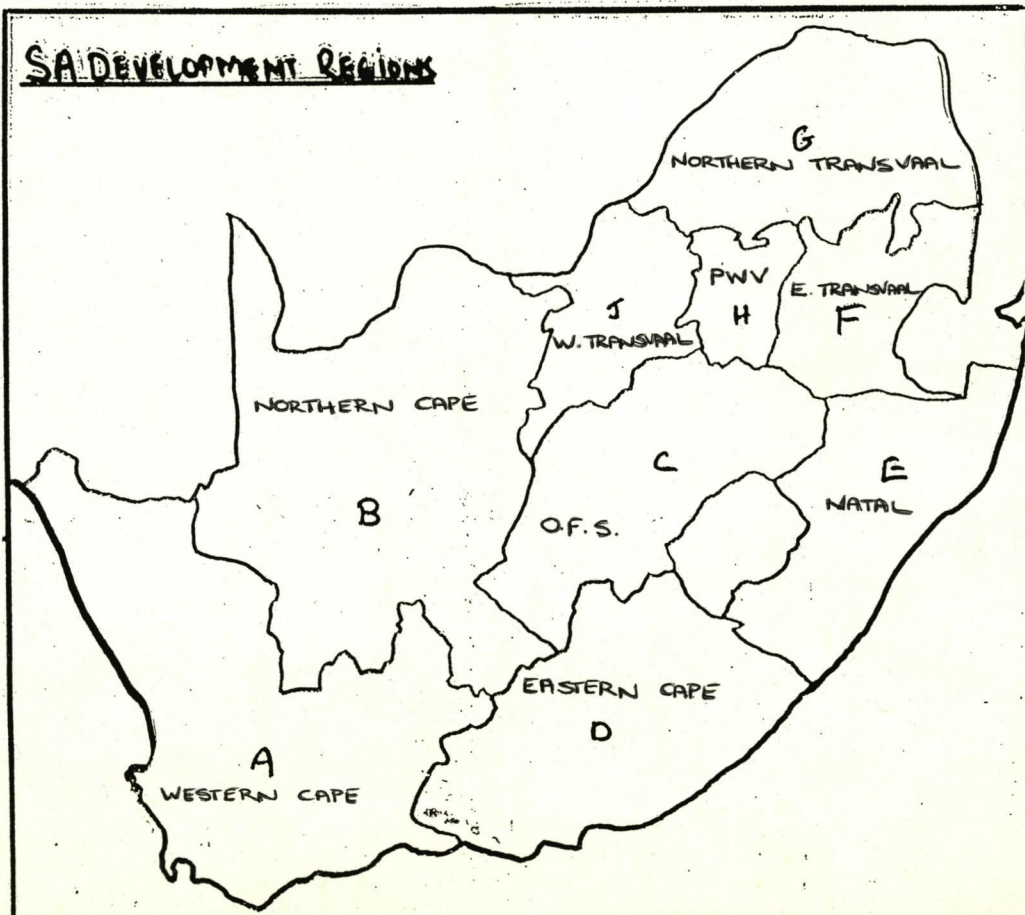 SA DEVELOPMENT REGIONS
G
NORTHERN TRANSVAAL
PWV
H
E. TRANSVAAL
F
J
W. TRANSVAAL
NORTHERN CAPE
B
C
O.F.S.
E
NATAL
EASTERN CAPE
D
A
WESTERN CAPE